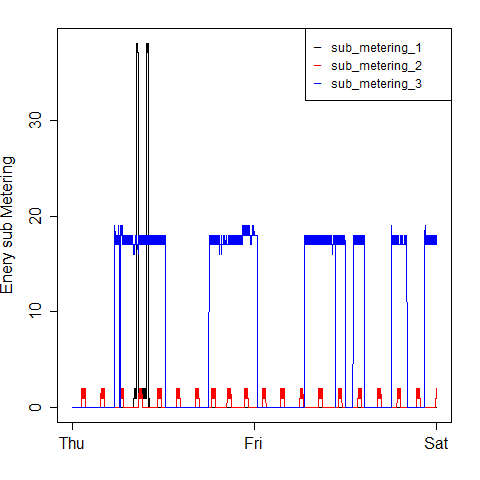 sub_metering_1
sub_metering_2
sub_metering_3
Enery sub Metering
30
20
10
0
Thu Fri Sat